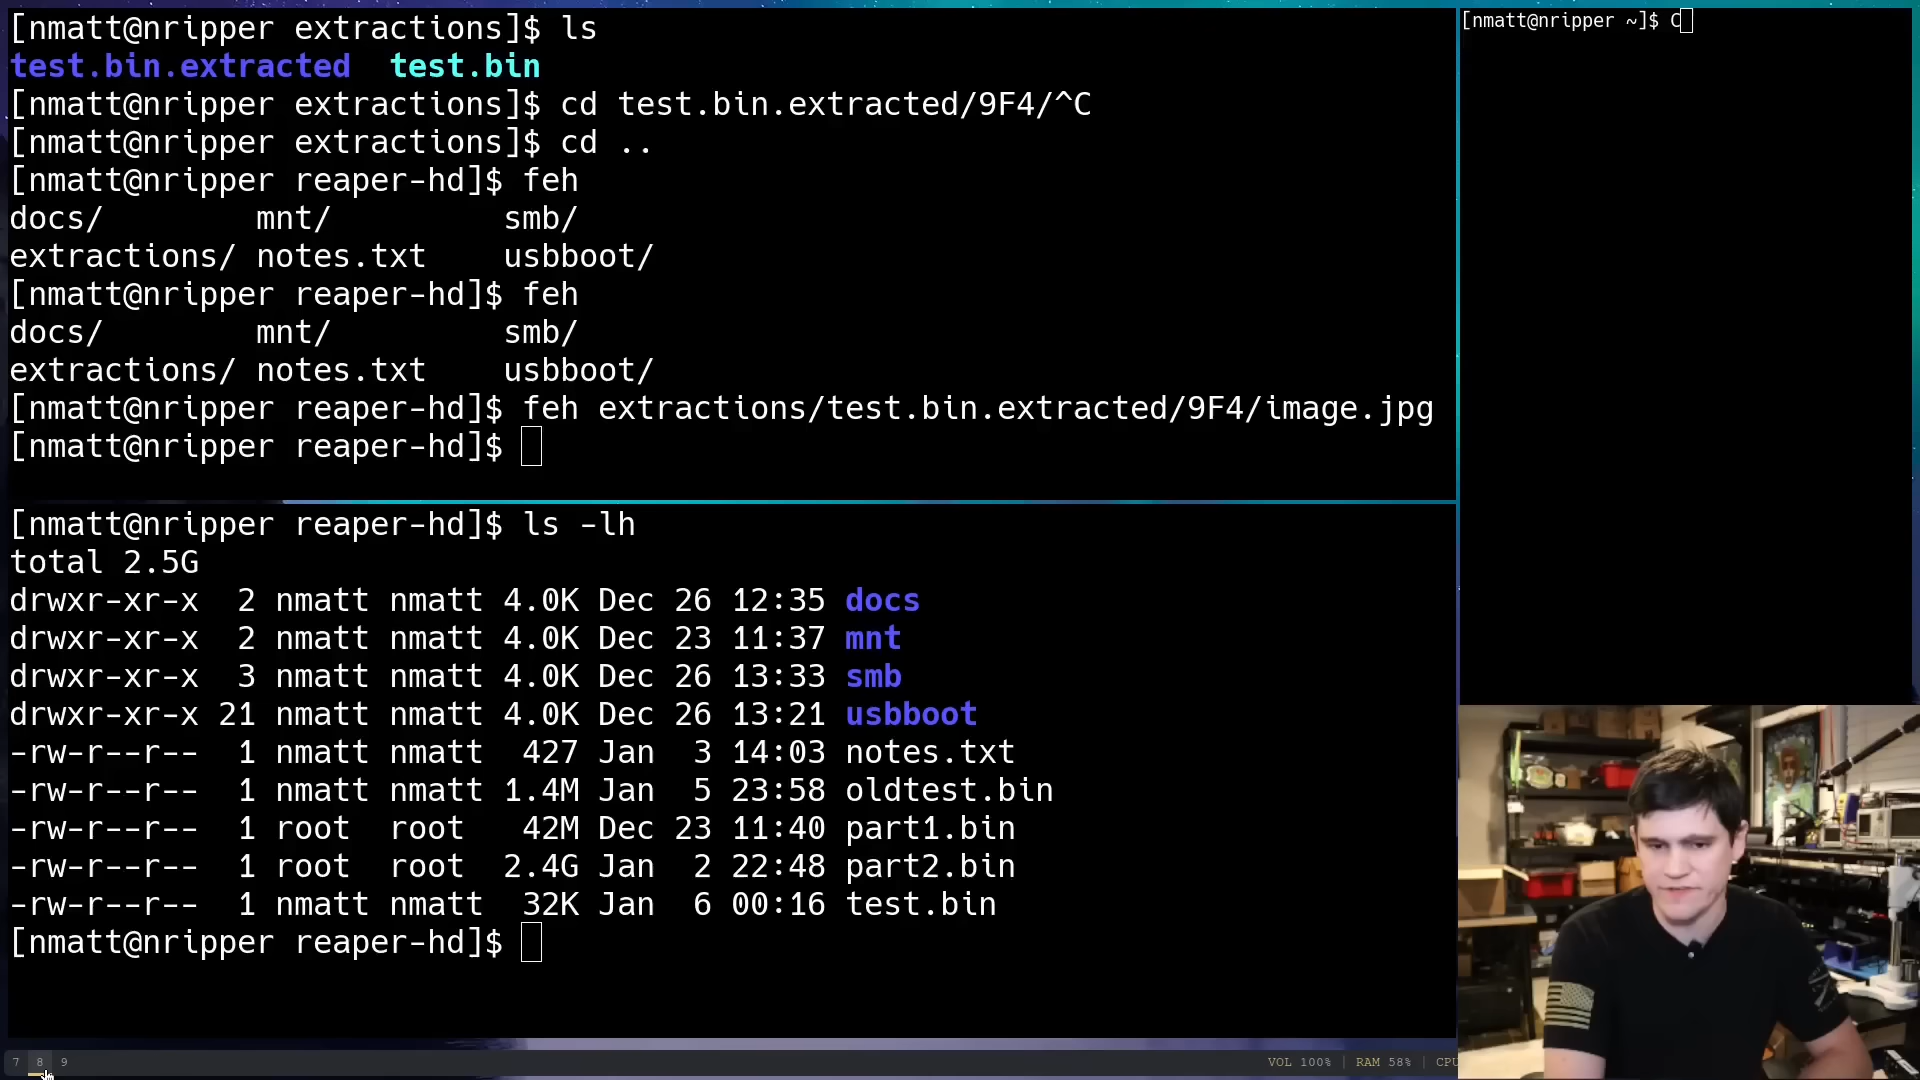 [nmatt@nripper extractions]$ ls
test.bin.extracted  test.bin
[nmatt@nripper extractions]$ cd test.bin.extracted/9F4/^C
[nmatt@nripper extractions]$ cd ..
[nmatt@nripper reaper-hd]$ feh
docs/        mnt/         smb/
extractions/ notes.txt    usbboot/
[nmatt@nripper reaper-hd]$ feh
docs/        mnt/         smb/
extractions/ notes.txt    usbboot/
[nmatt@nripper reaper-hd]$ feh extractions/test.bin.extracted/9F4/image.jpg
[nmatt@nripper reaper-hd]$
[nmatt@nripper reaper-hd]$ ls -lh
total 2.5G
drwxr-xr-x  2 nmatt nmatt 4.0K Dec 26 12:35 docs
drwxr-xr-x  2 nmatt nmatt 4.0K Dec 23 11:37 mnt
drwxr-xr-x  3 nmatt nmatt 4.0K Dec 26 13:33 smb
drwxr-xr-x 21 nmatt nmatt 4.0K Dec 26 13:21 usbboot
-rw-r--r--  1 nmatt nmatt  427 Jan  3 14:03 notes.txt
-rw-r--r--  1 nmatt nmatt 1.4M Jan  5 23:58 oldtest.bin
-rw-r--r--  1 root  root   42M Dec 23 11:40 part1.bin
-rw-r--r--  1 root  root  2.4G Jan  2 22:48 part2.bin
-rw-r--r--  1 nmatt nmatt  32K Jan  6 00:16 test.bin
[nmatt@nripper reaper-hd]$
[nmatt@nripper ~]$ C
7 8 9
VOL 100% | RAM 58% | CPU